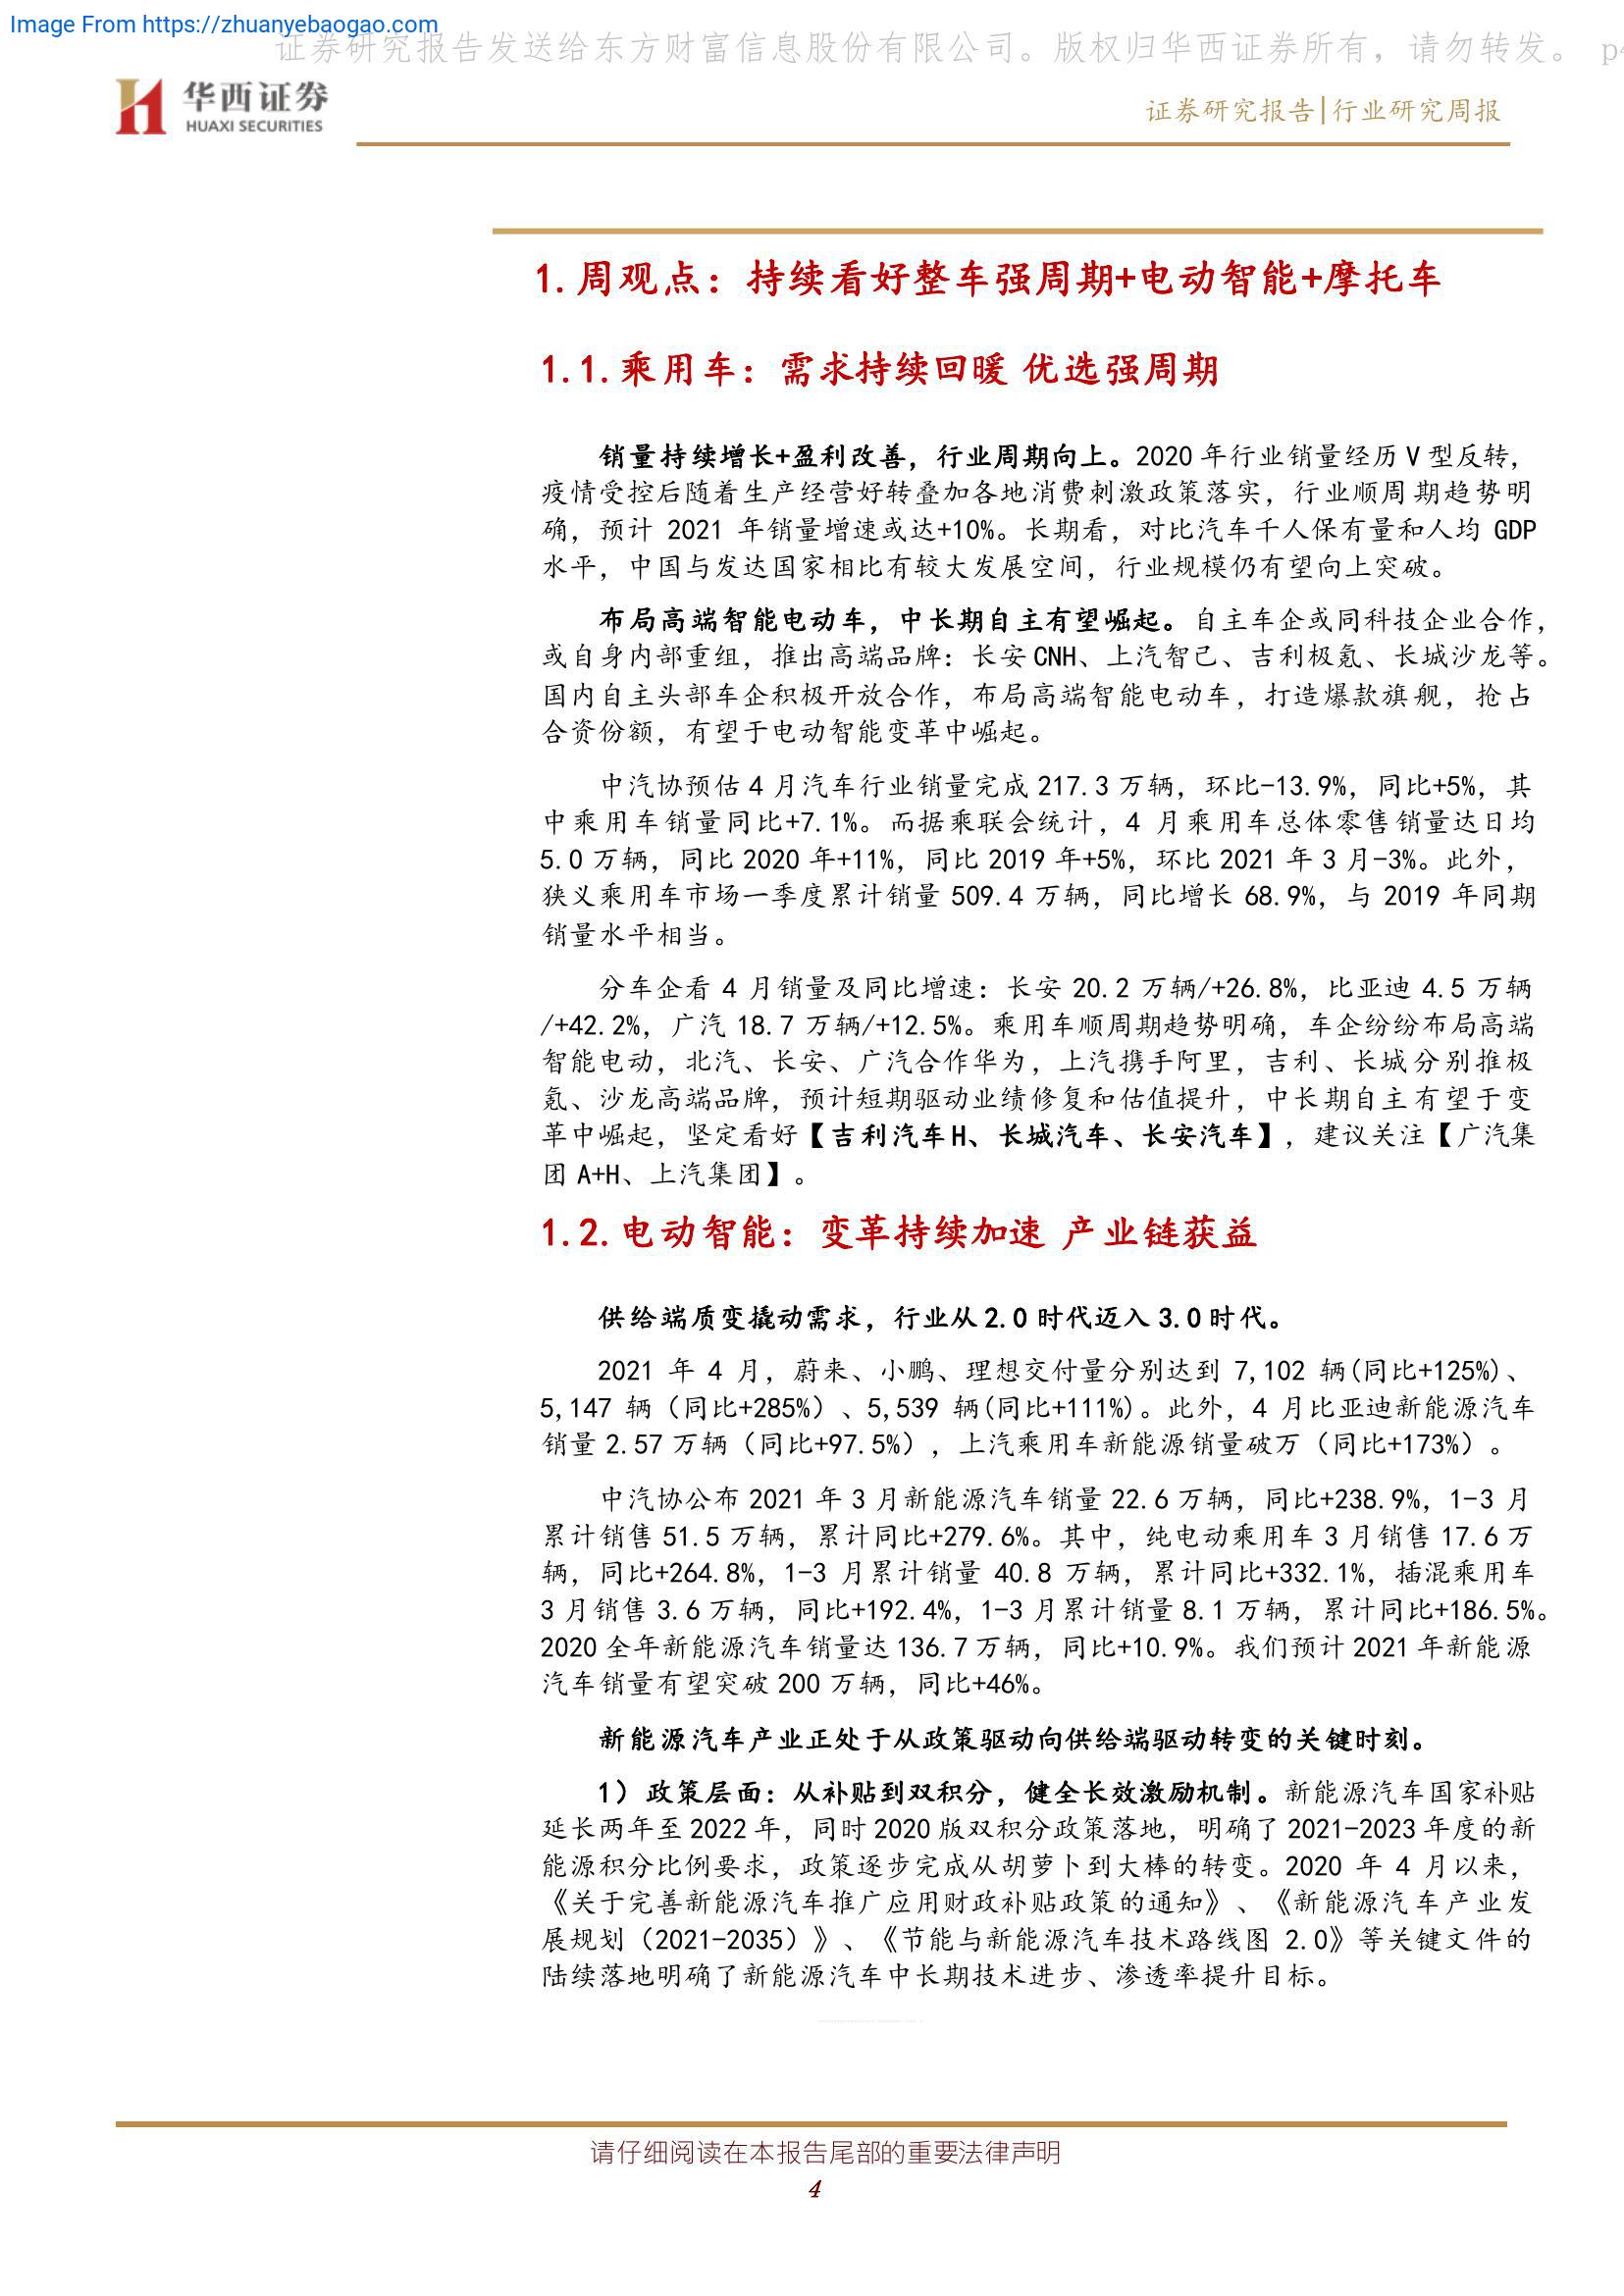 Image From https://zhuanyebaogao.com
证券研究报告发送给东方财富信息股份有限公司。版权归华西证券所有，请勿转发。 p4
华西证券
HUAXI SECURITIES
证券研究报告|行业研究周报
1.周观点：持续看好整车强周期+电动智能+摩托车
1.1.乘用车：需求持续回暖 优选强周期
销量持续增长+盈利改善，行业周期向上。2020 年行业销量经历 V 型反转，
疫情受控后随着生产经营好转叠加各地消费刺激政策落实，行业顺周期趋势明
确，预计 2021 年销量增速或达+10%。长期看，对比汽车千人保有量和人均 GDP
水平，中国与发达国家相比有较大发展空间，行业规模仍有望向上突破。
布局高端智能电动车，中长期自主有望崛起。自主车企或同科技企业合作，
或自身内部重组，推出高端品牌：长安 CNH、上汽智己、吉利极氪、长城沙龙等。
国内自主头部车企积极开放合作，布局高端智能电动车，打造爆款旗舰，抢占
合资份额，有望于电动智能变革中崛起。
中汽协预估 4 月汽车行业销量完成 217.3 万辆，环比-13.9%，同比+5%，其
中乘用车销量同比+7.1%。而据乘联会统计，4 月乘用车总体零售销量达日均
5.0 万辆，同比 2020 年+11%，同比 2019 年+5%，环比 2021 年 3 月-3%。此外，
狭义乘用车市场一季度累计销量 509.4 万辆，同比增长 68.9%，与 2019 年同期
销量水平相当。
分车企看 4 月销量及同比增速：长安 20.2 万辆/+26.8%，比亚迪 4.5 万辆
/+42.2%，广汽 18.7 万辆/+12.5%。乘用车顺周期趋势明确，车企纷纷布局高端
智能电动，北汽、长安、广汽合作华为，上汽携手阿里，吉利、长城分别推极
氪、沙龙高端品牌，预计短期驱动业绩修复和估值提升，中长期自主有望于变
革中崛起，坚定看好【吉利汽车H、长城汽车、长安汽车】，建议关注【广汽集
团 A+H、上汽集团】。
1.2.电动智能：变革持续加速 产业链获益
供给端质变撬动需求，行业从 2.0 时代迈入 3.0 时代。
2021 年 4 月，蔚来、小鹏、理想交付量分别达到 7,102 辆(同比+125%)、
5,147 辆（同比+285%）、5,539 辆(同比+111%)。此外，4 月比亚迪新能源汽车
销量 2.57 万辆（同比+97.5%），上汽乘用车新能源销量破万（同比+173%）。
中汽协公布 2021 年 3 月新能源汽车销量 22.6 万辆，同比+238.9%，1-3 月
累计销售 51.5 万辆，累计同比+279.6%。其中，纯电动乘用车 3 月销售 17.6 万
辆，同比+264.8%，1-3 月累计销量 40.8 万辆，累计同比+332.1%，插混乘用车
3 月销售 3.6 万辆，同比+192.4%，1-3 月累计销量 8.1 万辆，累计同比+186.5%。
2020 全年新能源汽车销量达 136.7 万辆，同比+10.9%。我们预计 2021 年新能源
汽车销量有望突破 200 万辆，同比+46%。
新能源汽车产业正处于从政策驱动向供给端驱动转变的关键时刻。
1）政策层面：从补贴到双积分，健全长效激励机制。新能源汽车国家补贴
延长两年至 2022 年，同时 2020 版双积分政策落地，明确了 2021-2023 年度的新
能源积分比例要求，政策逐步完成从胡萝卜到大棒的转变。2020 年 4 月以来，
《关于完善新能源汽车推广应用财政补贴政策的通知》、《新能源汽车产业发
展规划（2021-2035）》、《节能与新能源汽车技术路线图 2.0》等关键文件的
陆续落地明确了新能源汽车中长期技术进步、渗透率提升目标。
请仔细阅读在本报告尾部的重要法律声明
4